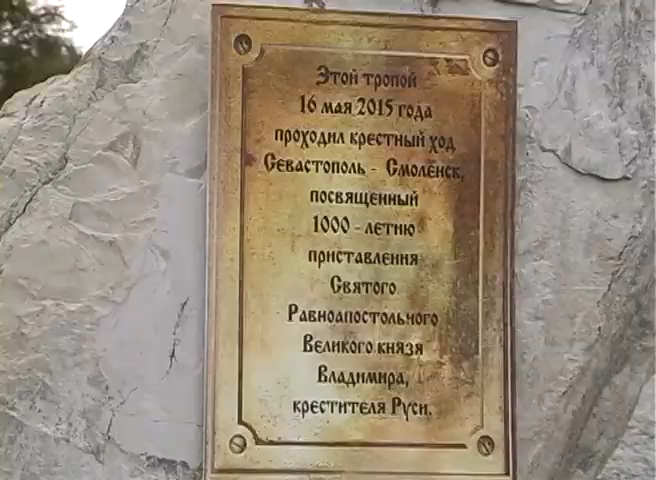 Этой тропой
16 мая 2015 года
проходил крестный ход
Севастополь - Смоленск,
посвященный
1000 - летию
приставления
Святого
Равноапостольного
Великого князя
Владимира,
крестителя Руси.